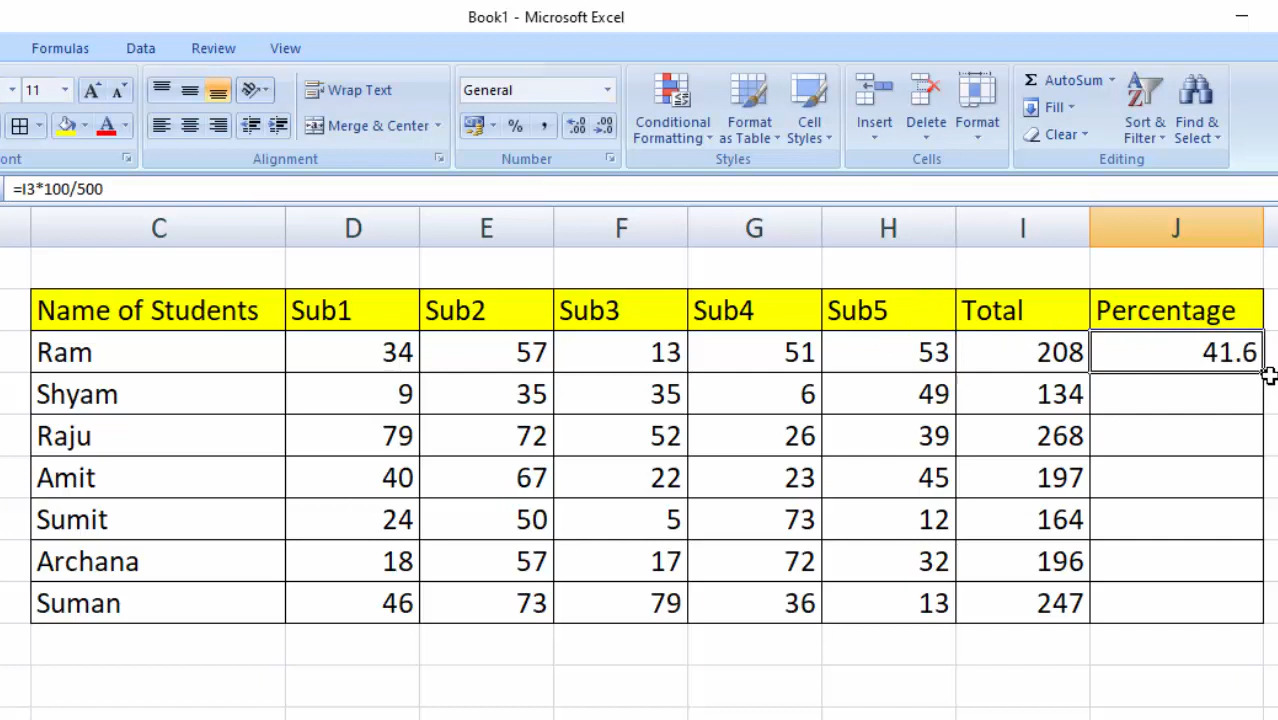 Book1 - Microsoft Excel
Formulas Data Review View
11 A A Wrap Text General Σ AutoSum
A Merge & Center % , .00 .0 Conditional Formatting Format as Table Cell Styles Insert Delete Format Fill Clear Sort & Filter Find & Select
ont Alignment Number Styles Cells Editing
=I3*100/500
C D E F G H I J
Name of Students Sub1 Sub2 Sub3 Sub4 Sub5 Total Percentage
Ram 34 57 13 51 53 208 41.6
Shyam 9 35 35 6 49 134
Raju 79 72 52 26 39 268
Amit 40 67 22 23 45 197
Sumit 24 50 5 73 12 164
Archana 18 57 17 72 32 196
Suman 46 73 79 36 13 247